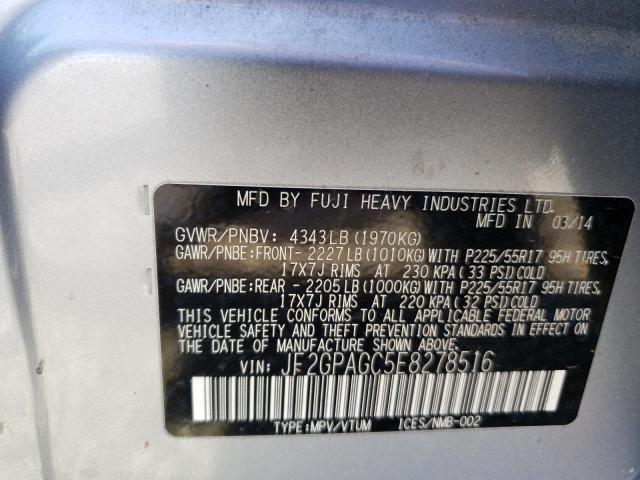 MFD BY FUJI HEAVY INDUSTRIES LTD.
MFD IN 03/14
GVWR/PNBV: 4343LB (1970KG)
GAWR/PNBE:FRONT- 2227LB (1010KG) WITH P225/55R17 95H TIRES,
17X7J RIMS AT 230 KPA (33 PSI) COLD
GAWR/PNBE:REAR - 2205LB (1000KG) WITH P225/55R17 95H TIRES,
17X7J RIMS AT 220 KPA (32 PSI) COLD
THIS VEHICLE CONFORMS TO ALL APPLICABLE FEDERAL MOTOR
VEHICLE SAFETY AND THEFT PREVENTION STANDARDS IN EFFECT ON
THE DATE OF MANUFACTURE SHOWN ABOVE.
VIN: JF2GPAGC5E8278516
TYPE:MPV/VTUM ICES/NMB-002